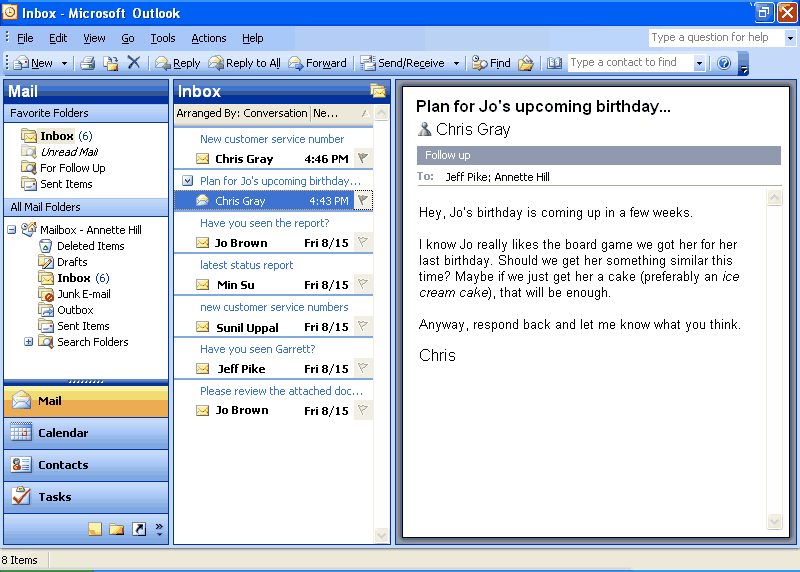 Inbox - Microsoft Outlook
File Edit View Go Tools Actions Help
Type a question for help
New Reply Reply to All Forward Send/Receive Find Type a contact to find
Mail
Favorite Folders
Inbox (6)
Unread Mail
For Follow Up
Sent Items
All Mail Folders
Mailbox - Annette Hill
Deleted Items
Drafts
Inbox (6)
Junk E-mail
Outbox
Sent Items
Search Folders
Mail
Calendar
Contacts
Tasks
Inbox
Arranged By: Conversation Ne...
New customer service number
Chris Gray 4:46 PM
Plan for Jo's upcoming birthday...
Chris Gray 4:43 PM
Have you seen the report?
Jo Brown Fri 8/15
latest status report
Min Su Fri 8/15
new customer service numbers
Sunil Uppal Fri 8/15
Have you seen Garrett?
Jeff Pike Fri 8/15
Please review the attached doc...
Jo Brown Fri 8/15
Plan for Jo's upcoming birthday...
Chris Gray
Follow up
To: Jeff Pike; Annette Hill
Hey, Jo's birthday is coming up in a few weeks.
I know Jo really likes the board game we got her for her
last birthday. Should we get her something similar this
time? Maybe if we just get her a cake (preferably an ice
cream cake), that will be enough.
Anyway, respond back and let me know what you think.
Chris
8 Items